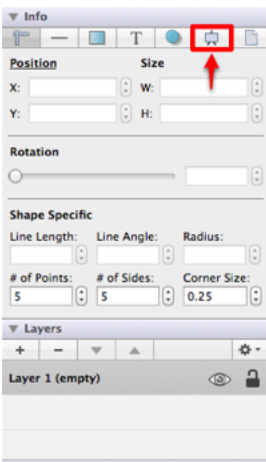 Info
T
Position Size
X: W:
Y: H:
Rotation
Shape Specific
Line Length: Line Angle: Radius:
# of Points: # of Sides: Corner Size:
5 5 0.25
Layers
Layer 1 (empty)